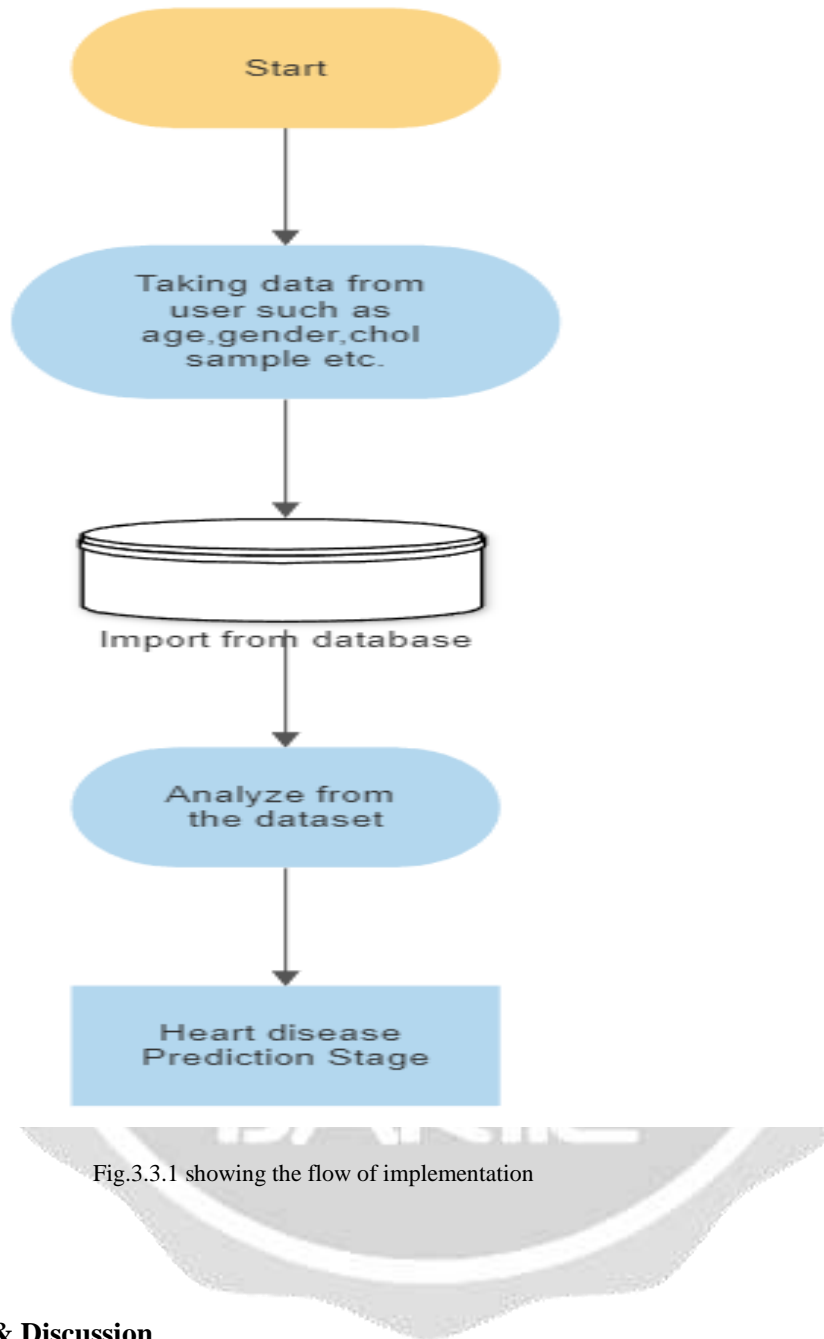 Start
Taking data from
user such as
age,gender,chol
sample etc.
Import from database
Analyze from
the dataset
Heart disease
Prediction Stage
Fig.3.3.1 showing the flow of implementation
& Discussion